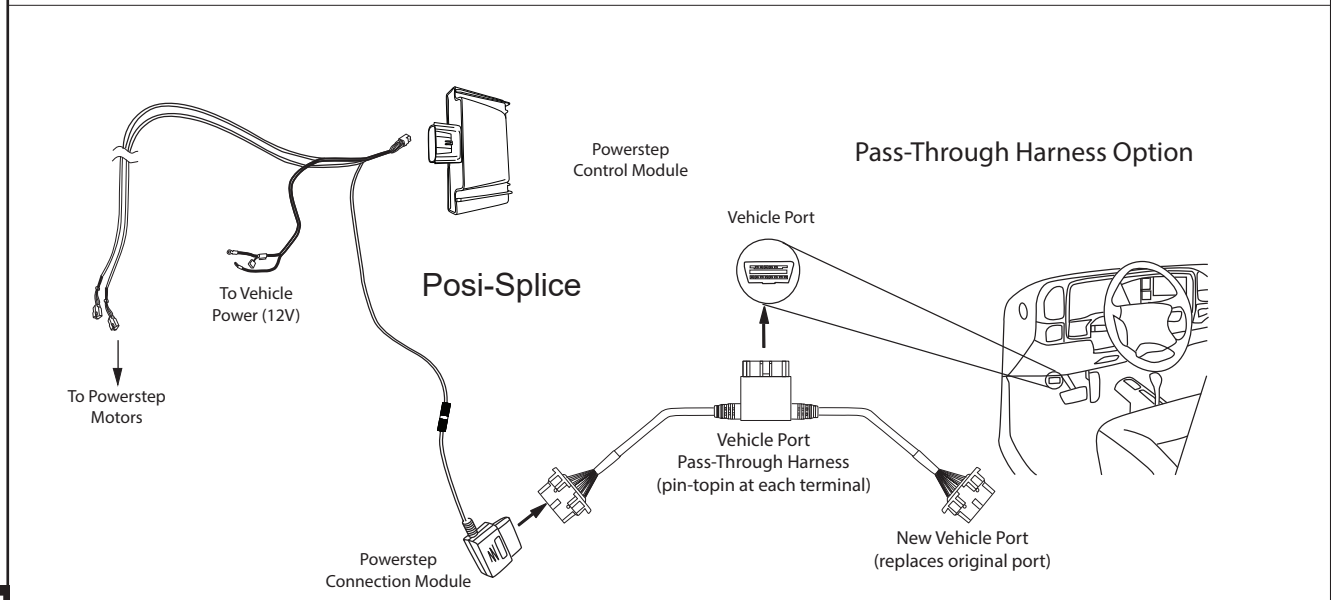 Powerstep
Control Module
Pass-Through Harness Option
Vehicle Port
Posi-Splice
To Vehicle
Power (12V)
To Powerstep
Motors
Vehicle Port
Pass-Through Harness
(pin-topin at each terminal)
New Vehicle Port
(replaces original port)
Powerstep
Connection Module